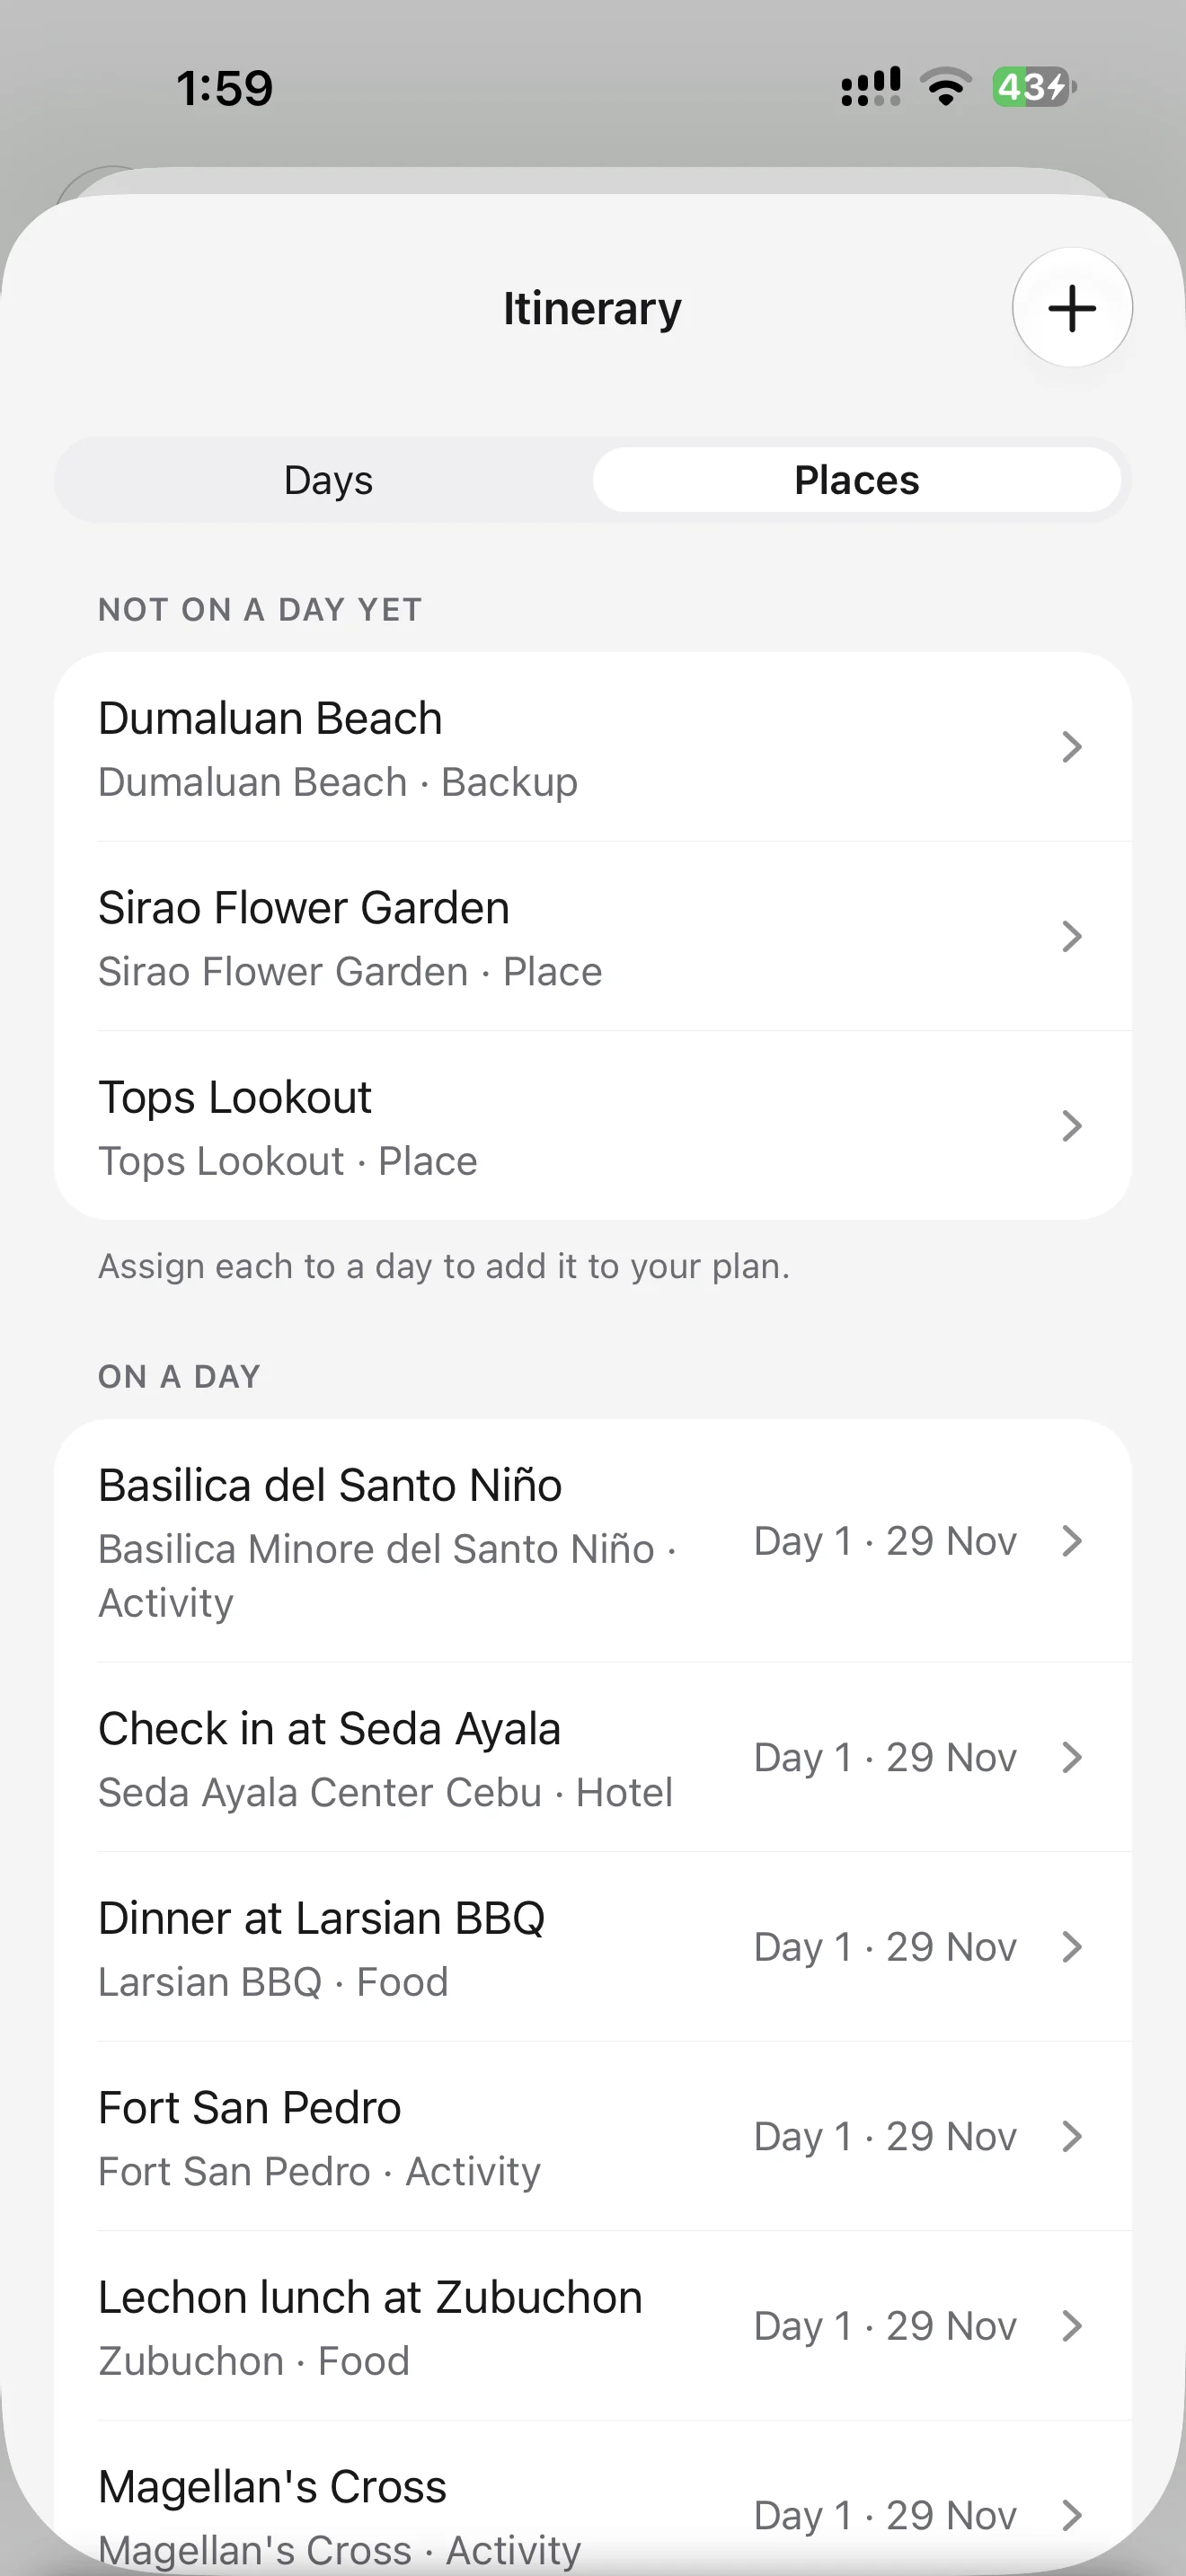 1:59
43
Itinerary
Days
Places
NOT ON A DAY YET
Dumaluan Beach
Dumaluan Beach · Backup
Sirao Flower Garden
Sirao Flower Garden · Place
Tops Lookout
Tops Lookout · Place
Assign each to a day to add it to your plan.
ON A DAY
Basilica del Santo Niño
Basilica Minore del Santo Niño ·
Activity
Day 1 · 29 Nov
Check in at Seda Ayala
Seda Ayala Center Cebu · Hotel
Day 1 · 29 Nov
Dinner at Larsian BBQ
Larsian BBQ · Food
Day 1 · 29 Nov
Fort San Pedro
Fort San Pedro · Activity
Day 1 · 29 Nov
Lechon lunch at Zubuchon
Zubuchon · Food
Day 1 · 29 Nov
Magellan's Cross
Magellan's Cross · Activity
Day 1 · 29 Nov